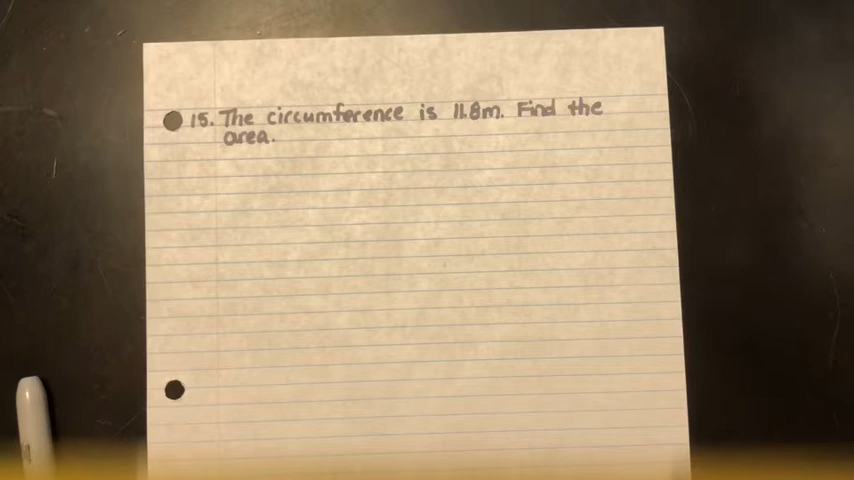 15. The circumference is 11.8m. Find the
area.